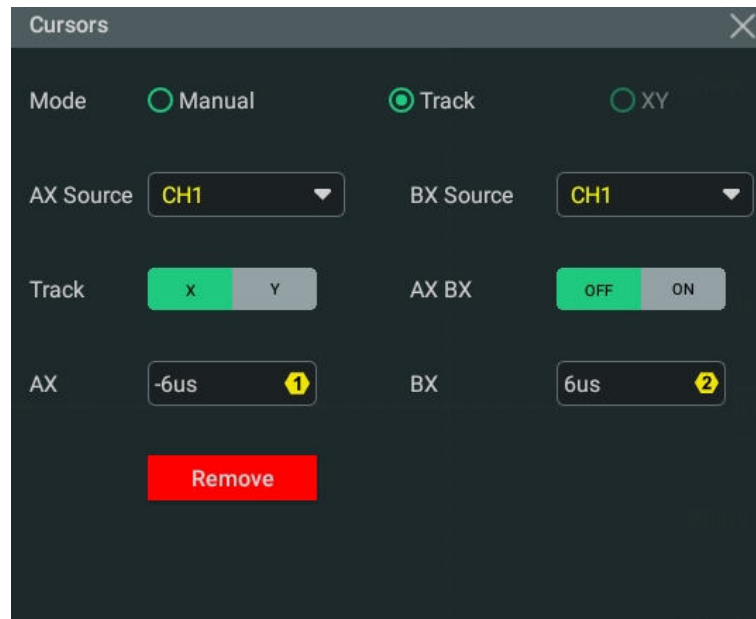 Cursors
Mode Manual Track XY
AX Source CH1 BX Source CH1
Track X Y AX BX OFF ON
AX -6us 1 BX 6us 2
Remove